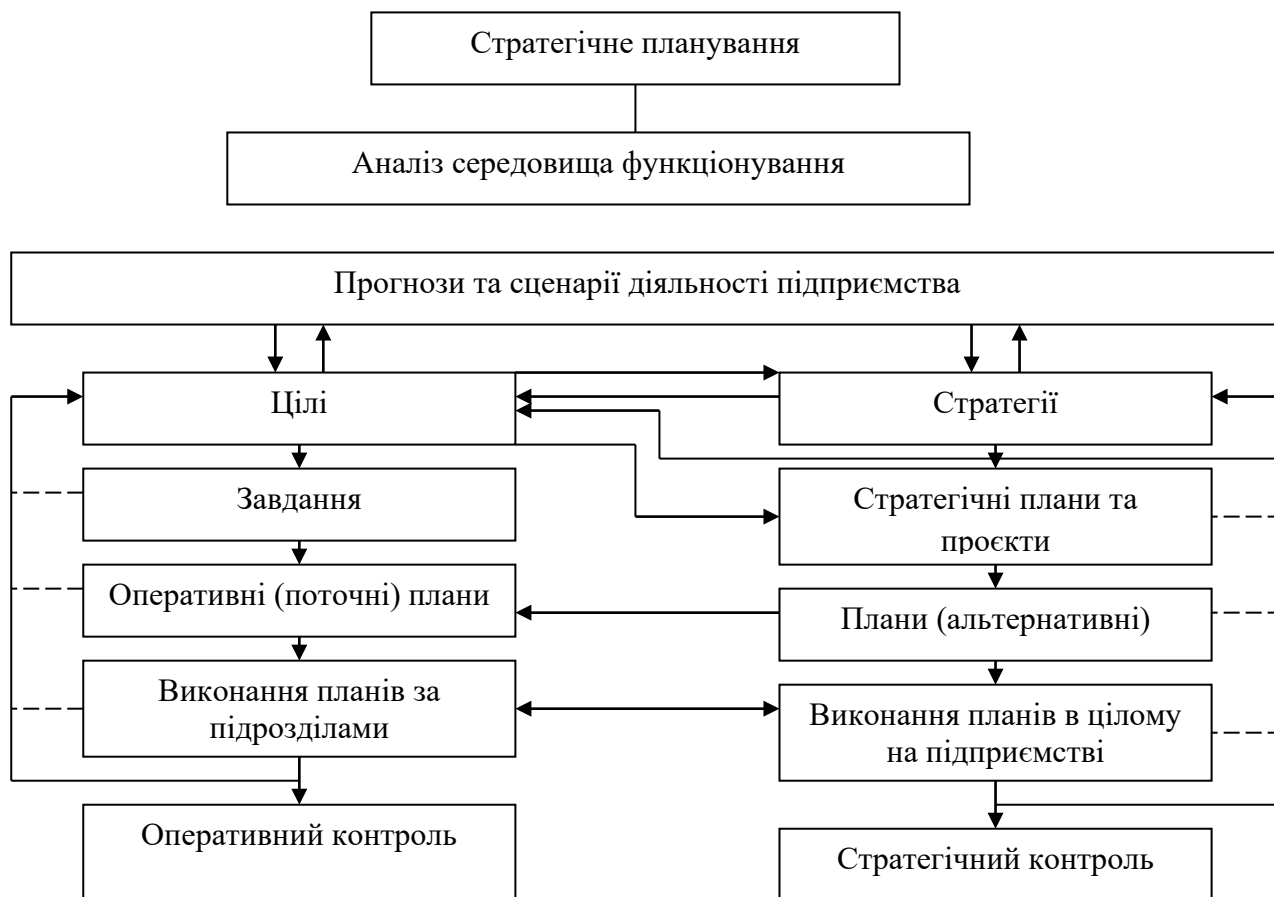 Стратегічне планування
Аналіз середовища функціонування
Прогнози та сценарії діяльності підприємства
Цілі
Стратегії
Завдання
Стратегічні плани та
проєкти
Оперативні (поточні) плани
Плани (альтернативні)
Виконання планів за
підрозділами
Виконання планів в цілому
на підприємстві
Оперативний контроль
Стратегічний контроль